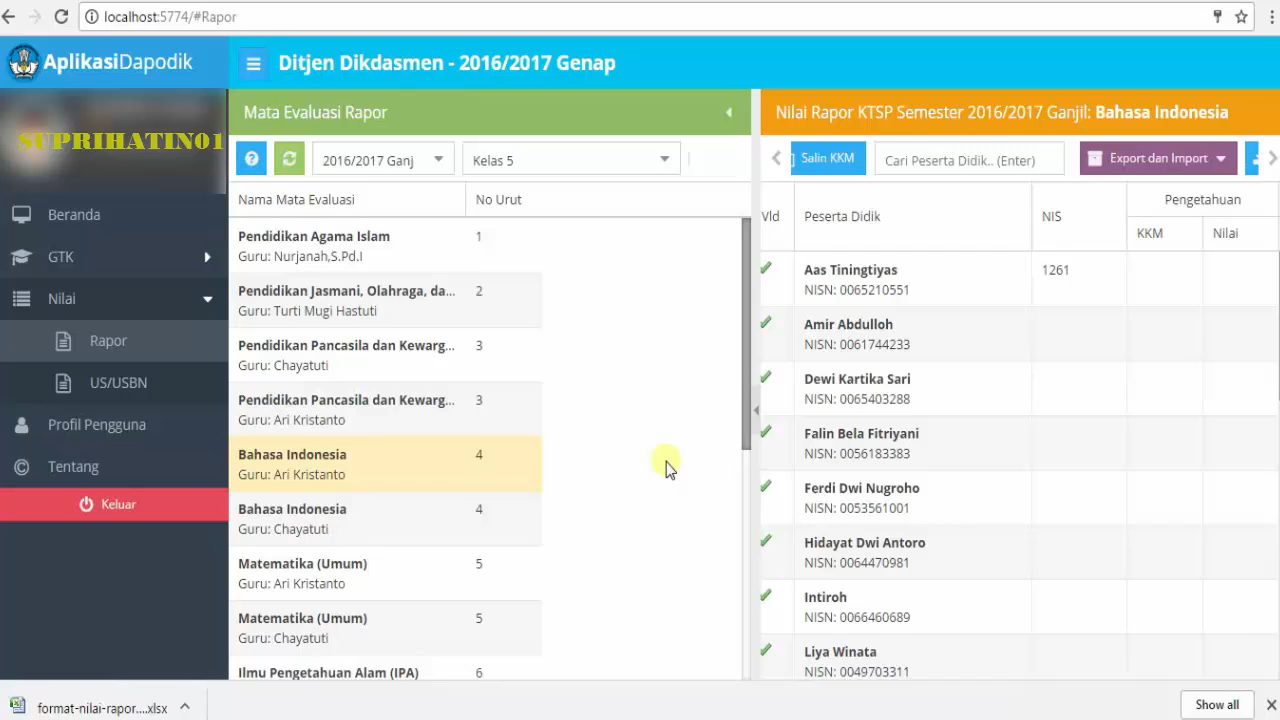 localhost:5774/#Rapor
AplikasiDapodik
Ditjen Dikdasmen - 2016/2017 Genap
SUPRIHATIN01
Beranda
GTK
Nilai
Rapor
US/USBN
Profil Pengguna
Tentang
Keluar
Mata Evaluasi Rapor
2016/2017 Ganj
Kelas 5
Nama Mata Evaluasi No Urut
Pendidikan Agama Islam 1
Guru: Nurjanah,S.Pd.I
Pendidikan Jasmani, Olahraga, da... 2
Guru: Turti Mugi Hastuti
Pendidikan Pancasila dan Kewarg... 3
Guru: Chayatuti
Pendidikan Pancasila dan Kewarg... 3
Guru: Ari Kristanto
Bahasa Indonesia 4
Guru: Ari Kristanto
Bahasa Indonesia 4
Guru: Chayatuti
Matematika (Umum) 5
Guru: Ari Kristanto
Matematika (Umum) 5
Guru: Chayatuti
Ilmu Pengetahuan Alam (IPA) 6
Nilai Rapor KTSP Semester 2016/2017 Ganjil: Bahasa Indonesia
Salin KKM
Cari Peserta Didik.. (Enter)
Export dan Import
Vld Peserta Didik NIS Pengetahuan
KKM Nilai
Aas Tiningtiyas 1261
NISN: 0065210551
Amir Abdulloh
NISN: 0061744233
Dewi Kartika Sari
NISN: 0065403288
Falin Bela Fitriyani
NISN: 0056183383
Ferdi Dwi Nugroho
NISN: 0053561001
Hidayat Dwi Antoro
NISN: 0064470981
Intiroh
NISN: 0066460689
Liya Winata
NISN: 0049703311
format-nilai-rapor....xlsx
Show all